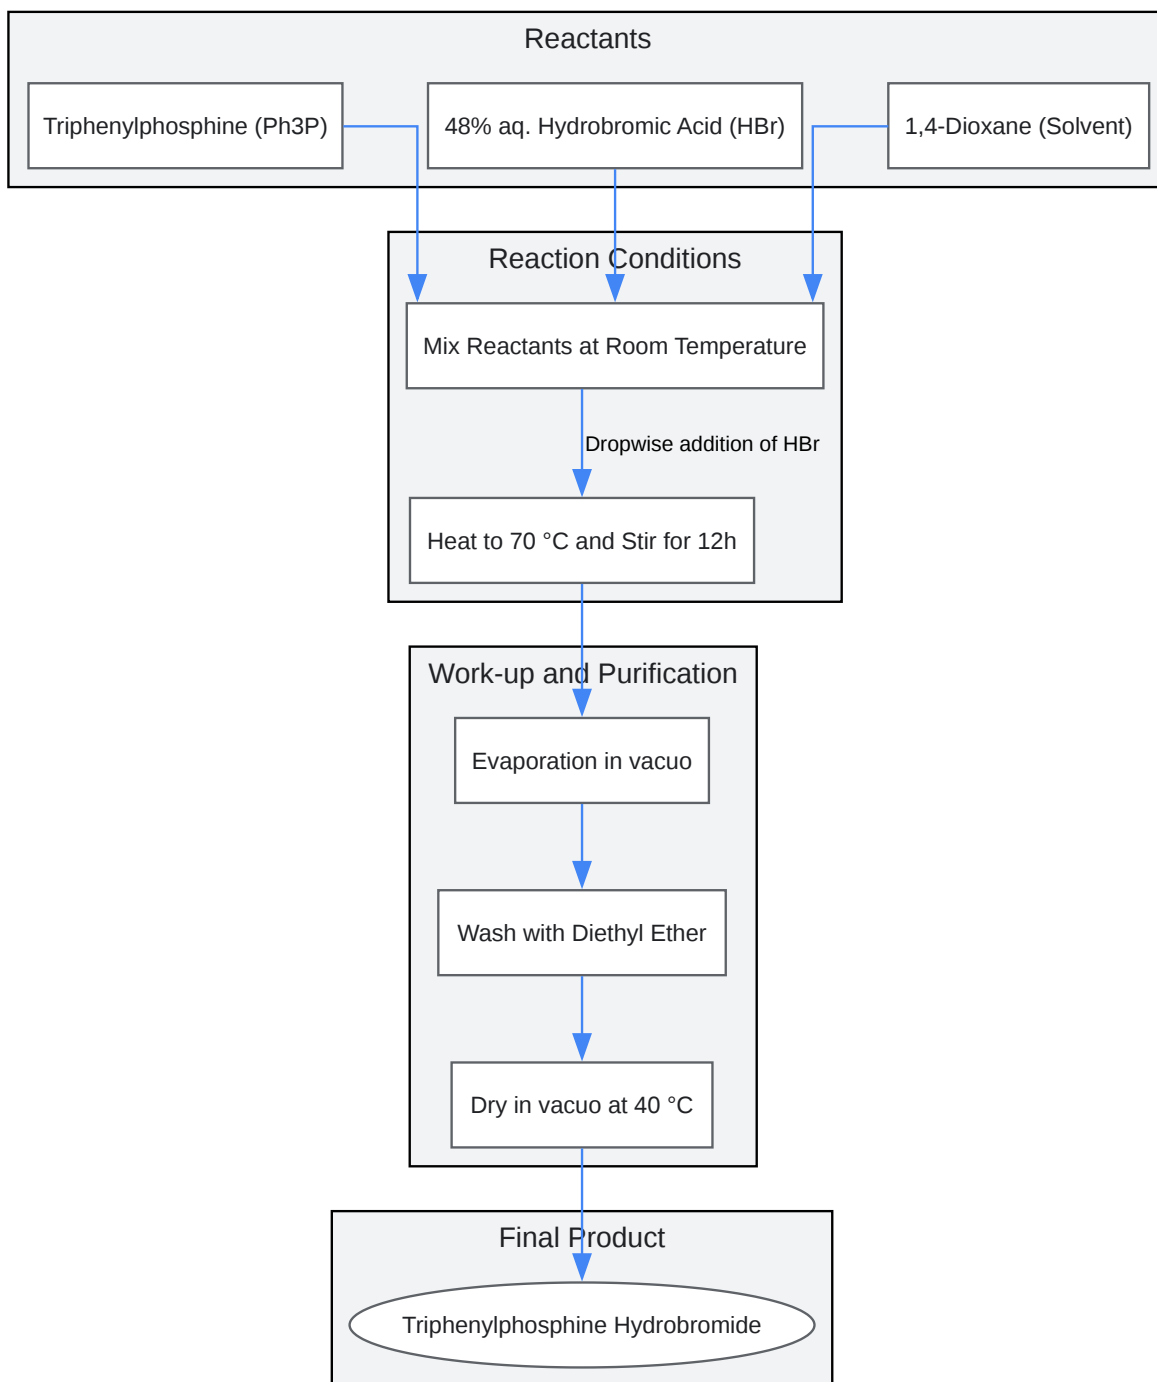 Reactants
Triphenylphosphine (Ph3P)
48% aq. Hydrobromic Acid (HBr)
1,4-Dioxane (Solvent)
Reaction Conditions
Mix Reactants at Room Temperature
Dropwise addition of HBr
Heat to 70 °C and Stir for 12h
Work-up and Purification
Evaporation in vacuo
Wash with Diethyl Ether
Dry in vacuo at 40 °C
Final Product
Triphenylphosphine Hydrobromide